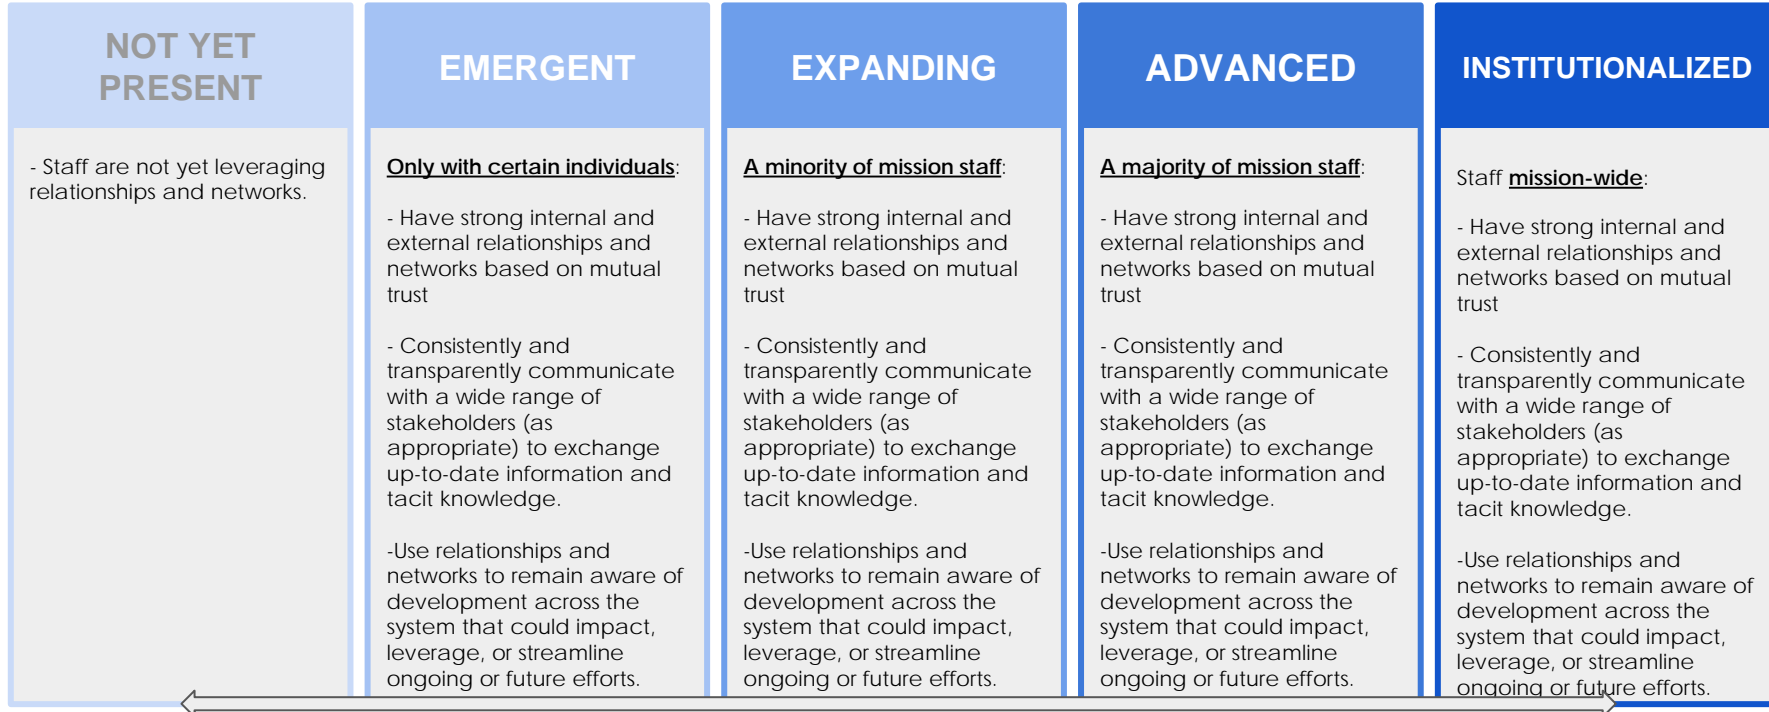 NOT YET
PRESENT
- Staff are not yet leveraging
relationships and networks.
EMERGENT
Only with certain individuals:
- Have strong internal and
external relationships and
networks based on mutual
trust
- Consistently and
transparently communicate
with a wide range of
stakeholders (as
appropriate) to exchange
up-to-date information and
tacit knowledge.
-Use relationships and
networks to remain aware of
development across the
system that could impact,
leverage, or streamline
ongoing or future efforts.
EXPANDING
A minority of mission staff:
- Have strong internal and
external relationships and
networks based on mutual
trust
- Consistently and
transparently communicate
with a wide range of
stakeholders (as
appropriate) to exchange
up-to-date information and
tacit knowledge.
-Use relationships and
networks to remain aware of
development across the
system that could impact,
leverage, or streamline
ongoing or future efforts.
ADVANCED
A majority of mission staff:
- Have strong internal and
external relationships and
networks based on mutual
trust
- Consistently and
transparently communicate
with a wide range of
stakeholders (as
appropriate) to exchange
up-to-date information and
tacit knowledge.
-Use relationships and
networks to remain aware of
development across the
system that could impact,
leverage, or streamline
ongoing or future efforts.
INSTITUTIONALIZED
Staff mission-wide:
- Have strong internal and
external relationships and
networks based on mutual
trust
- Consistently and
transparently communicate
with a wide range of
stakeholders (as
appropriate) to exchange
up-to-date information and
tacit knowledge.
-Use relationships and
networks to remain aware of
development across the
system that could impact,
leverage, or streamline
ongoing or future efforts.